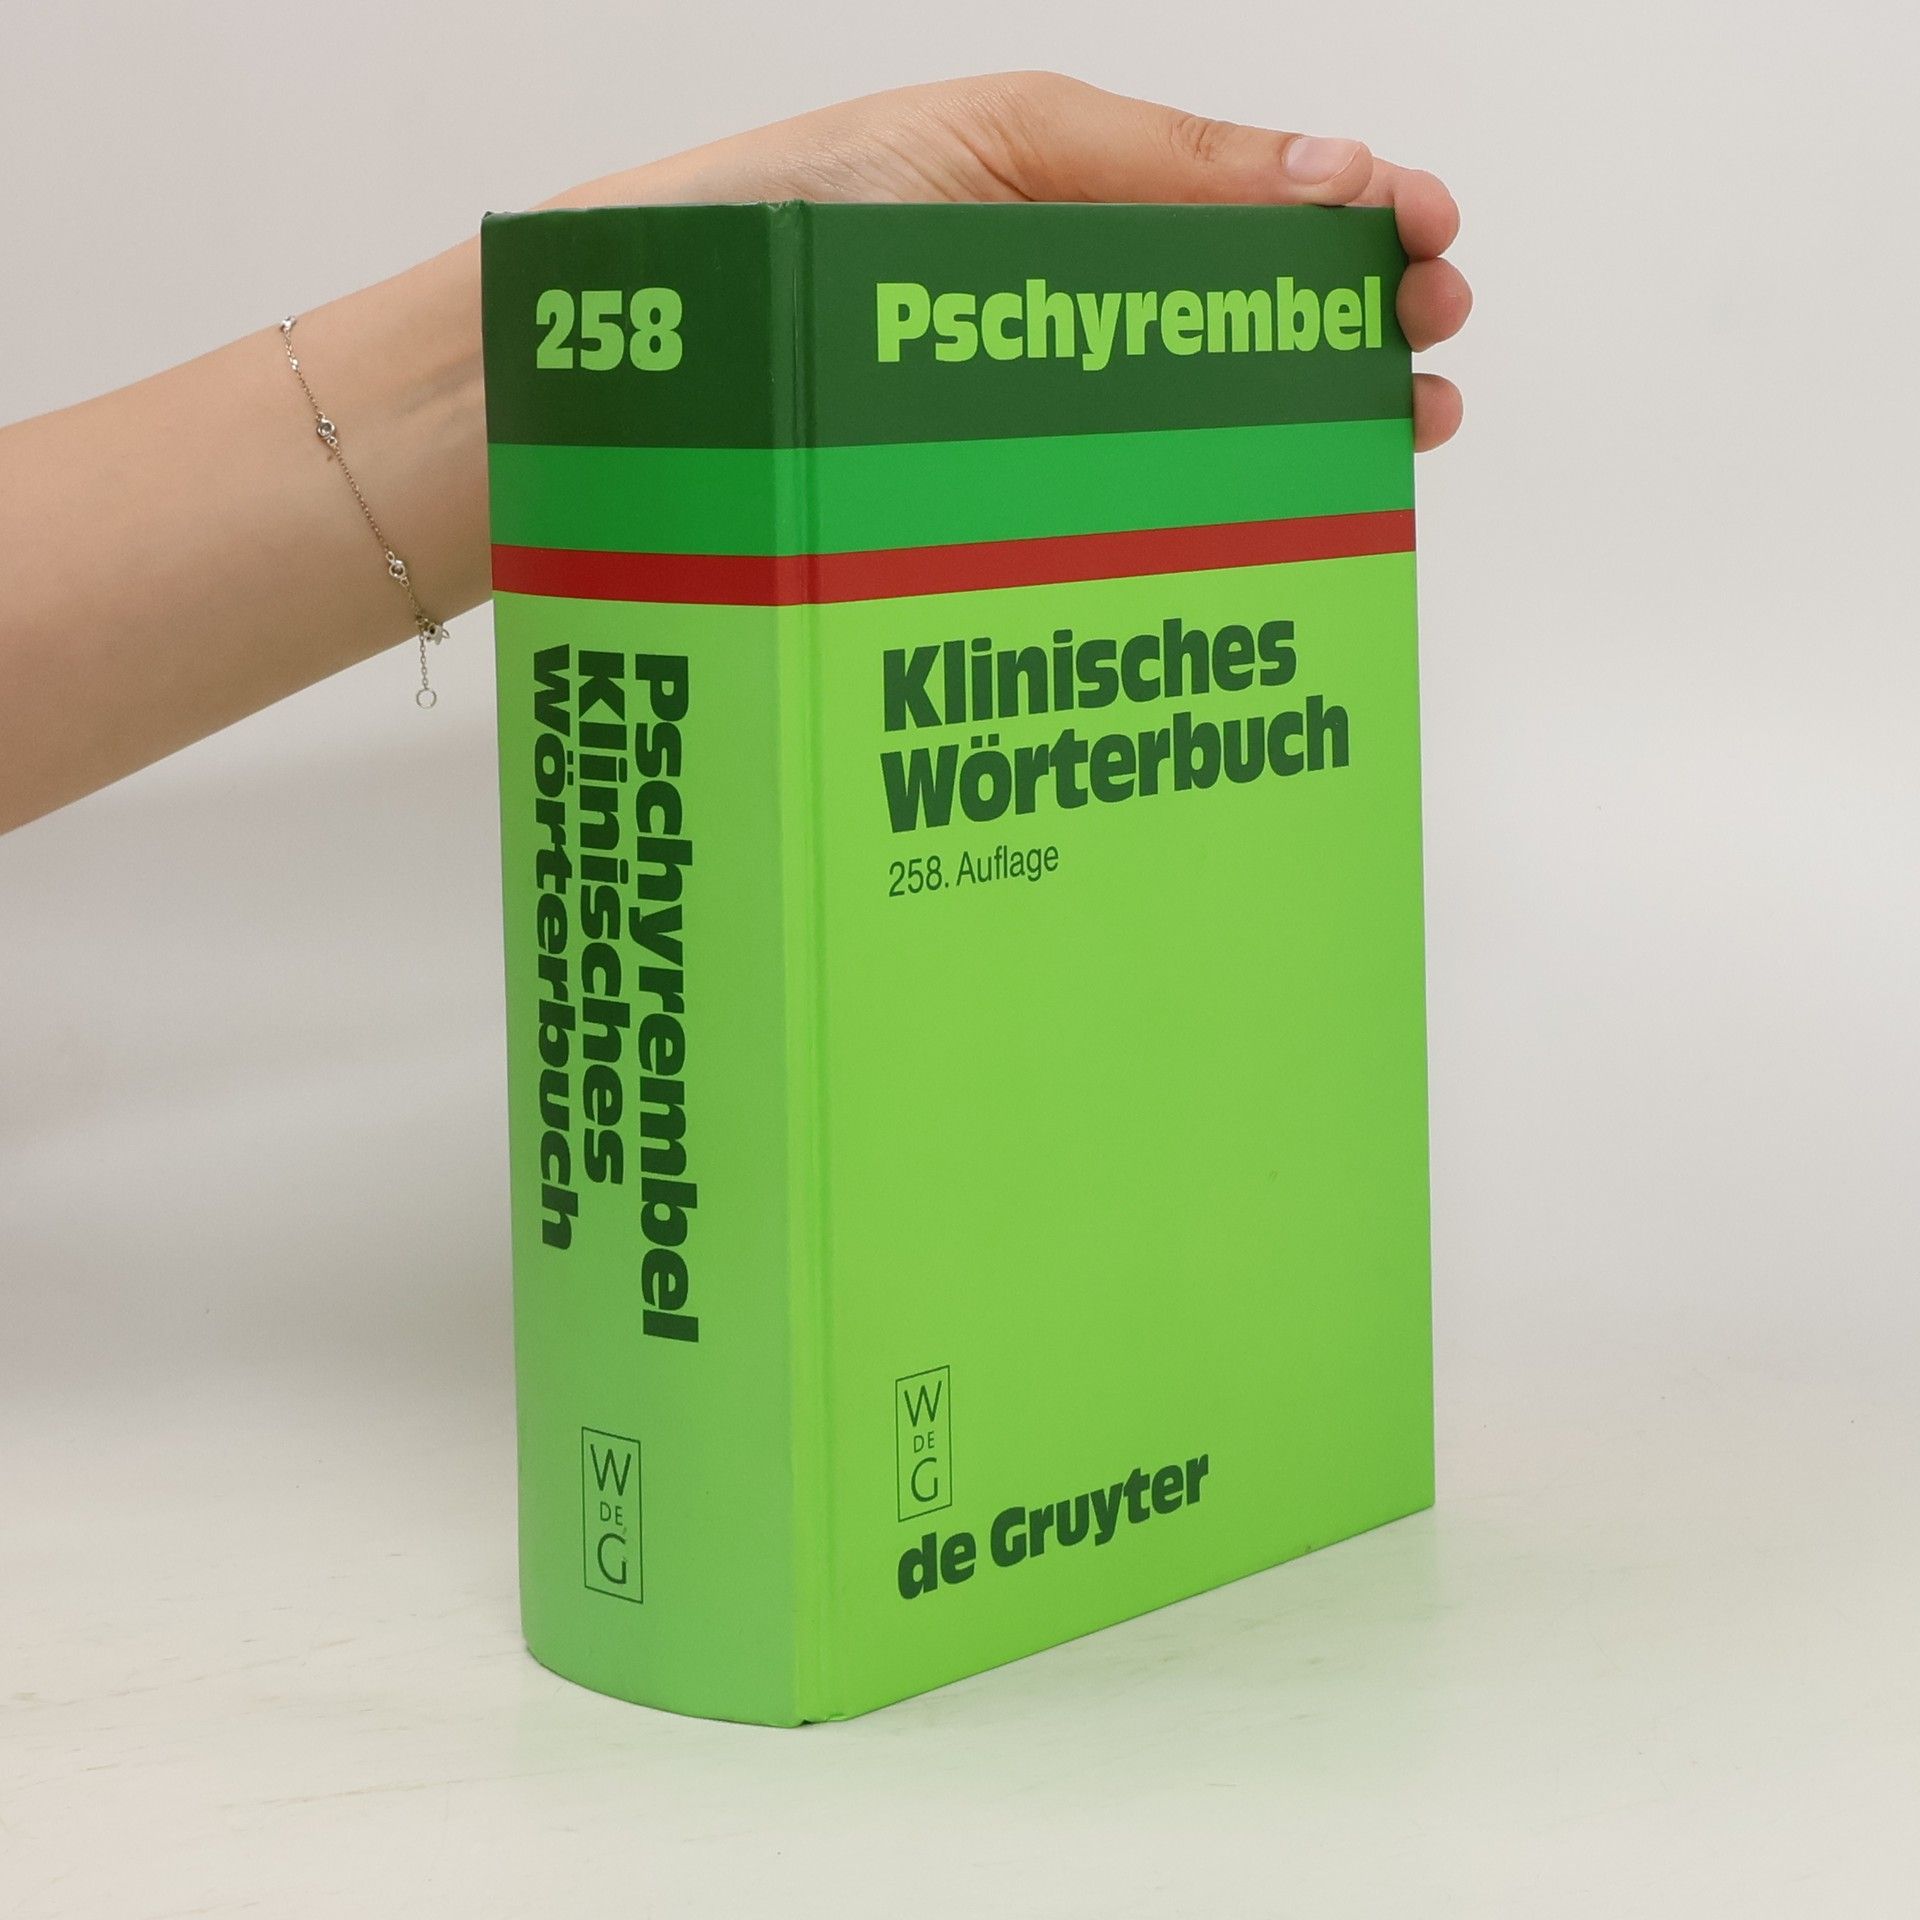 258
Pschyrembel
Klinisches
Wörterbuch
W
DE
G
Pschyrembel
Klinisches
Wörterbuch
258. Auflage
W
DE
G
de Gruyter